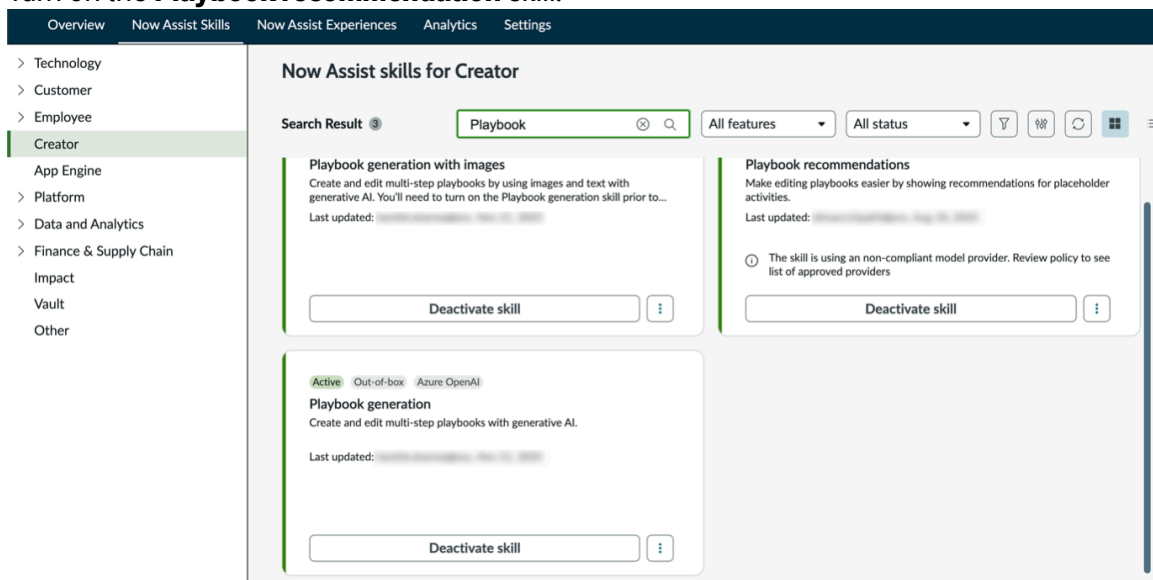 Turn on the Playbook recommendation skill.
Overview Now Assist Skills Now Assist Experiences Analytics Settings
Technology
Customer
Employee
Creator
App Engine
Platform
Data and Analytics
Finance & Supply Chain
Impact
Vault
Other
Now Assist skills for Creator
Search Result 3 Playbook All features All status
Playbook generation with images
Create and edit multi-step playbooks by using images and text with
generative AI. You'll need to turn on the Playbook generation skill prior to...
Last updated:
Deactivate skill
Playbook recommendations
Make editing playbooks easier by showing recommendations for placeholder
activities.
Last updated:
The skill is using an non-compliant model provider. Review policy to see
list of approved providers
Deactivate skill
Active Out-of-box Azure OpenAI
Playbook generation
Create and edit multi-step playbooks with generative AI.
Last updated:
Deactivate skill